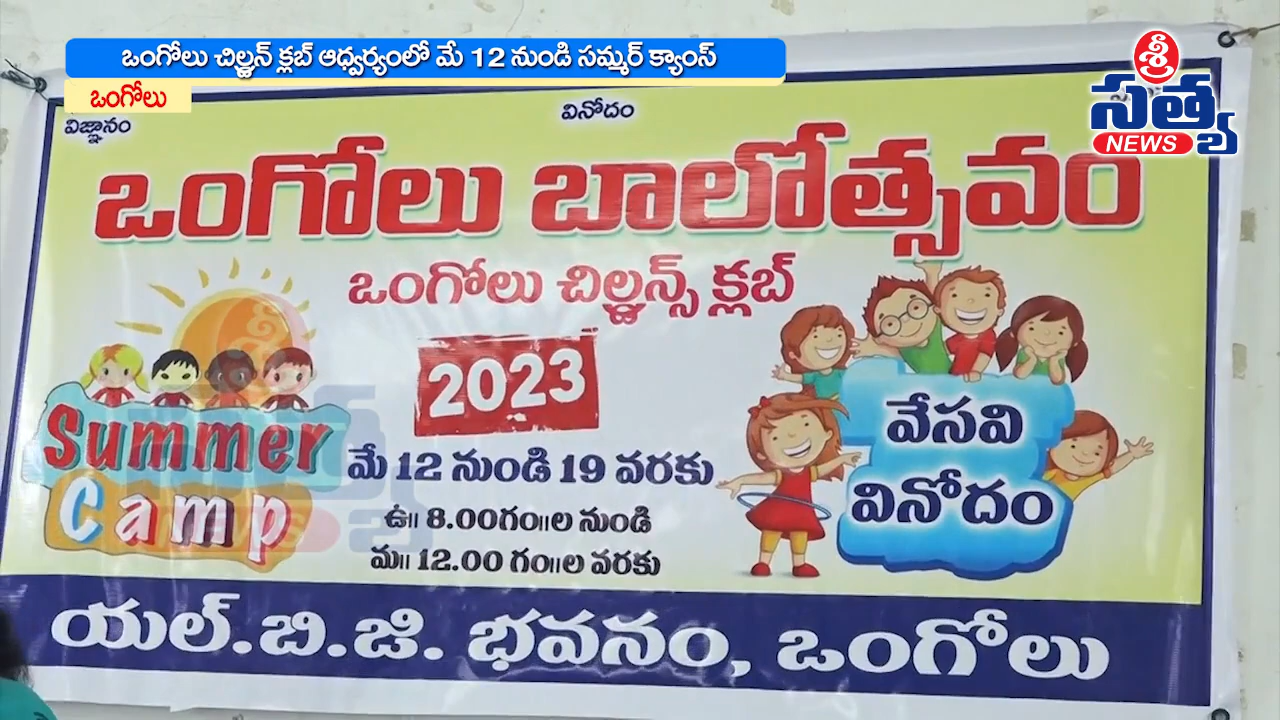 ఒంగోలు చిల్డ్రన్ క్లబ్ ఆధ్వర్యంలో మే 12 నుండి సమ్మర్ క్యాంప్
ఒంగోలు
శ్రీ
సత్య
NEWS
విజ్ఞానం
వినోదం
ఒంగోలు బాలోత్సవం
ఒంగోలు చిల్డ్రన్స్ క్లబ్
2023
Summer
Camp
మే 12 నుండి 19 వరకు
ఉ॥ 8.00గం॥ల నుండి
మ॥ 12.00 గం॥ల వరకు
వేసవి
వినోదం
యల్.బి.జి. భవనం, ఒంగోలు